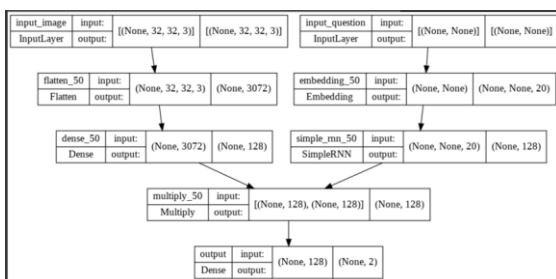 input_image input: [(None, 32, 32, 3)] [(None, 32, 32, 3)]
InputLayer output:
input_question input: [(None, None)] [(None, None)]
InputLayer output:
flatten_50 input: (None, 32, 32, 3) (None, 3072)
Flatten output:
embedding_50 input: (None, None) (None, None, 20)
Embedding output:
dense_50 input: (None, 3072) (None, 128)
Dense output:
simple_rnn_50 input: (None, None, 20) (None, 128)
SimpleRNN output:
multiply_50 input: [(None, 128), (None, 128)] (None, 128)
Multiply output:
output input: (None, 128) (None, 2)
Dense output: